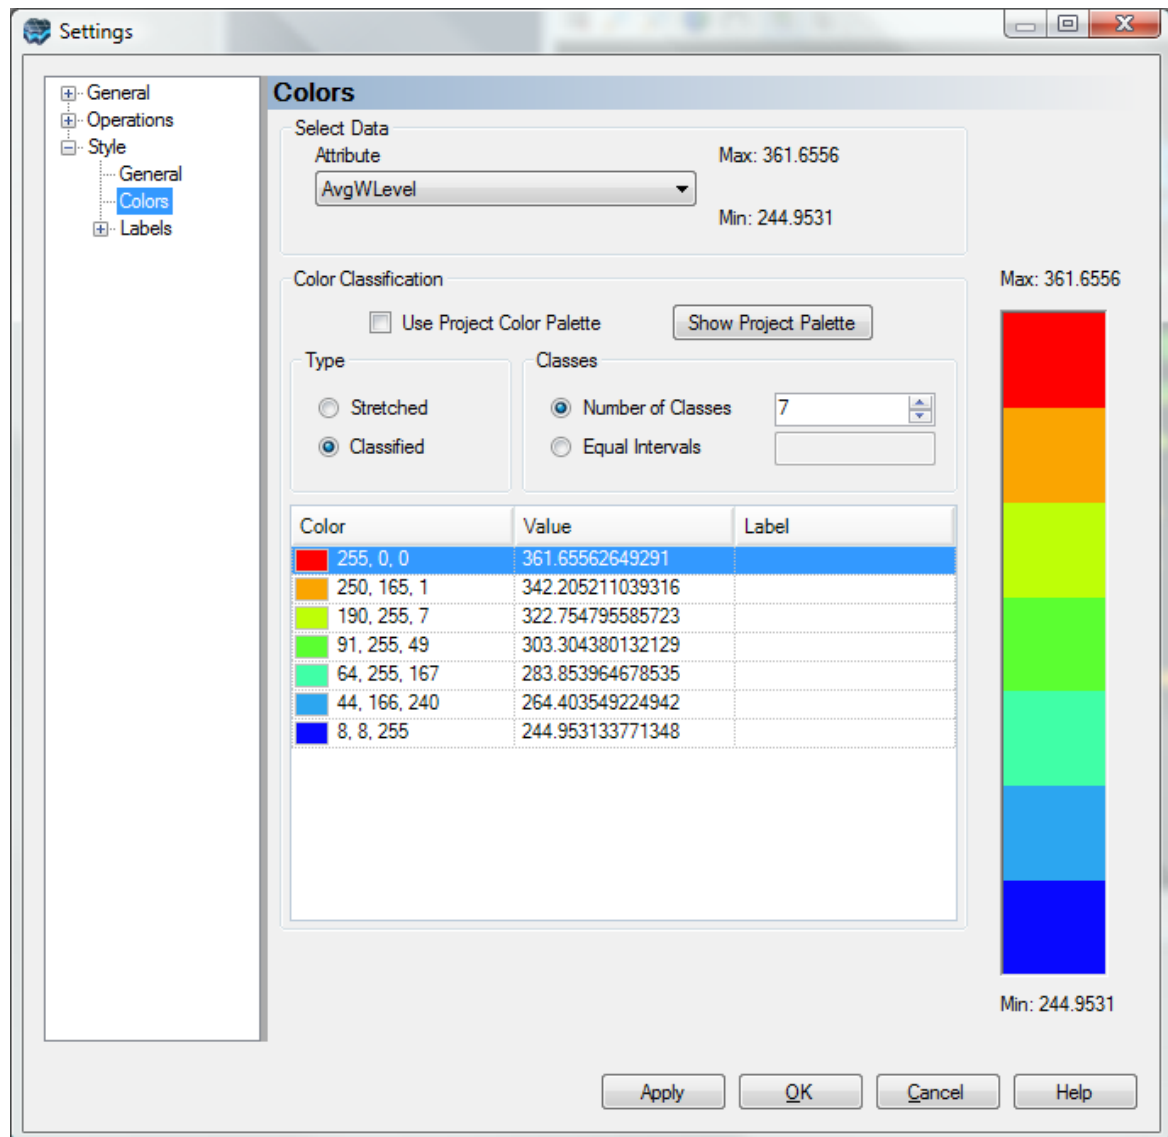 Settings
General
Operations
Style
General
Colors
Labels
Colors
Select Data
Attribute
Max: 361.6556
AvgWLevel
Min: 244.9531
Color Classification
Max: 361.6556
Use Project Color Palette Show Project Palette
Type Classes
Stretched Number of Classes 7
Classified Equal Intervals
Color Value Label
255, 0, 0 361.65562649291
250, 165, 1 342.205211039316
190, 255, 7 322.754795585723
91, 255, 49 303.304380132129
64, 255, 167 283.853964678535
44, 166, 240 264.403549224942
8, 8, 255 244.953133771348
Min: 244.9531
Apply OK Cancel Help